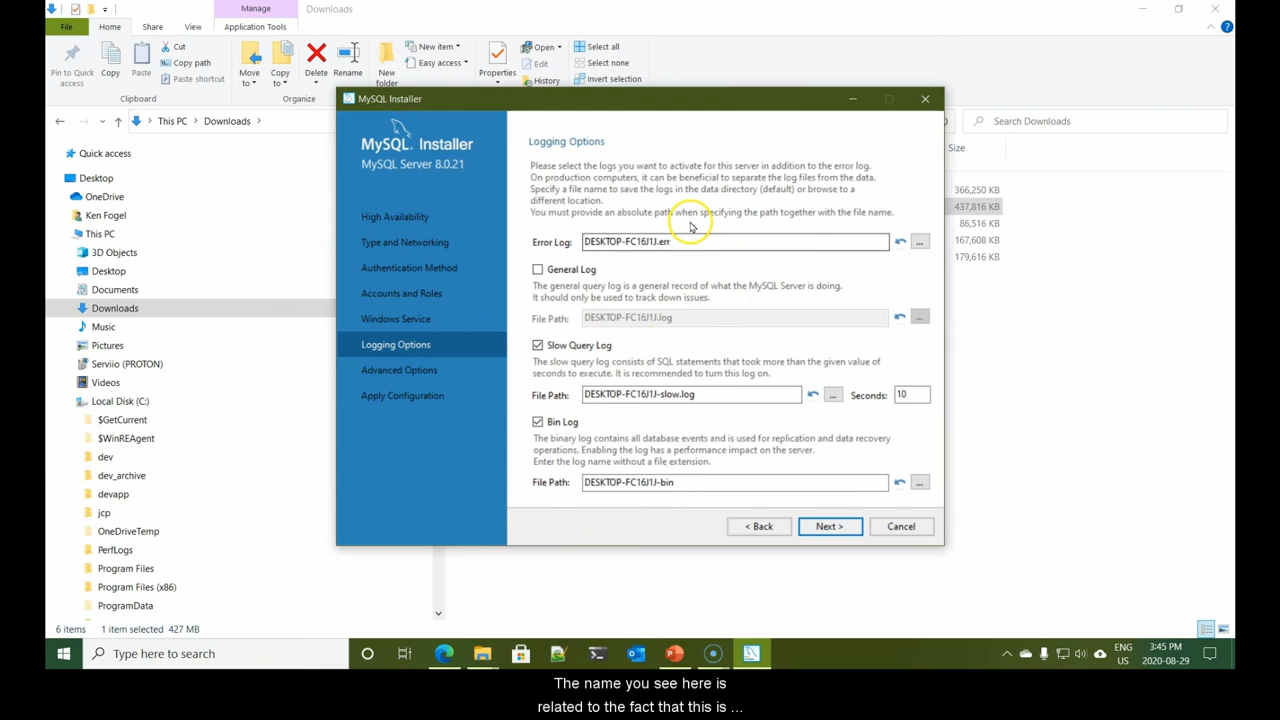 Manage
Downloads
File
Home
Share
View
Application Tools
Pin to Quick access
Copy
Paste
Cut
Copy path
Paste shortcut
Clipboard
Move to
Copy to
Delete
Rename
Organize
New folder
New item
Easy access
Properties
Open
Edit
History
Select all
Select none
Invert selection
This PC > Downloads >
Search Downloads
Size
366,250 KB
437,816 KB
86,516 KB
167,608 KB
179,616 KB
Quick access
Desktop
OneDrive
Ken Fogel
This PC
3D Objects
Desktop
Documents
Downloads
Music
Pictures
Serviio (PROTON)
Videos
Local Disk (C:)
$GetCurrent
$WinREAgent
dev
dev_archive
devapp
jcp
OneDriveTemp
PerfLogs
Program Files
Program Files (x86)
ProgramData
6 items
1 item selected 427 MB
MySQL Installer
MySQL. Installer
MySQL Server 8.0.21
High Availability
Type and Networking
Authentication Method
Accounts and Roles
Windows Service
Logging Options
Advanced Options
Apply Configuration
Logging Options
Please select the logs you want to activate for this server in addition to the error log.
On production computers, it can be beneficial to separate the log files from the data.
Specify a file name to save the logs in the data directory (default) or browse to a
different location.
You must provide an absolute path when specifying the path together with the file name.
Error Log: DESKTOP-FC16J1J.err ...
General Log
The general query log is a general record of what the MySQL Server is doing.
It should only be used to track down issues.
File Path: DESKTOP-FC16J1J.log ...
Slow Query Log
The slow query log consists of SQL statements that took more than the given value of
seconds to execute. It is recommended to turn this log on.
File Path: DESKTOP-FC16J1J-slow.log ... Seconds: 10
Bin Log
The binary log contains all database events and is used for replication and data recovery
operations. Enabling the log has a performance impact on the server.
Enter the log name without a file extension.
File Path: DESKTOP-FC16J1J-bin ...
< Back
Next >
Cancel
Type here to search
ENG
US
3:45 PM
2020-08-29
The name you see here is
related to the fact that this is ...